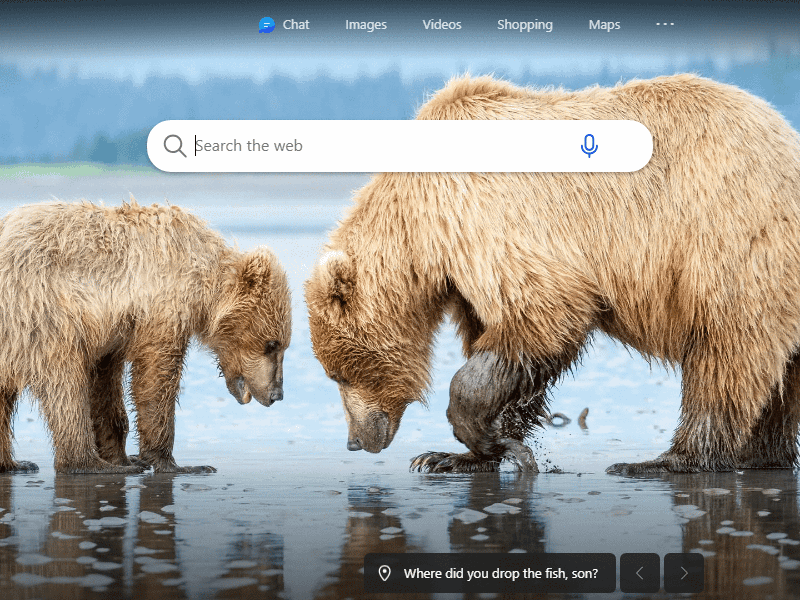 Chat Images Videos Shopping Maps ...
Search the web
Where did you drop the fish, son?